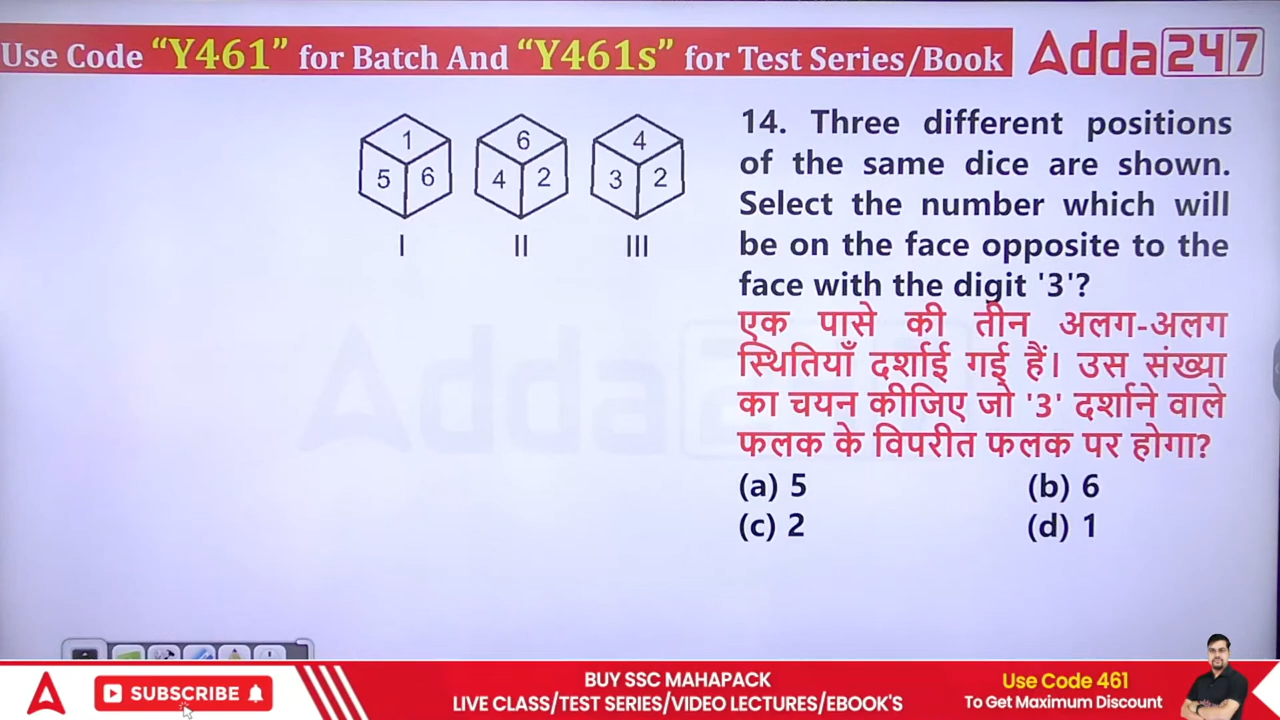 Use Code “Y461” for Batch And “Y461s” for Test Series/Book
Adda247
1
5 6
I
6
4 2
II
4
3 2
III
14. Three different positions
of the same dice are shown.
Select the number which will
be on the face opposite to the
face with the digit '3'?
एक पासे की तीन अलग-अलग
स्थितियाँ दर्शाई गई हैं। उस संख्या
का चयन कीजिए जो '3' दर्शाने वाले
फलक के विपरीत फलक पर होगा?
(a) 5 (b) 6
(c) 2 (d) 1
Adda247
SUBSCRIBE
BUY SSC MAHAPACK
LIVE CLASS/TEST SERIES/VIDEO LECTURES/EBOOK'S
Use Code 461
To Get Maximum Discount